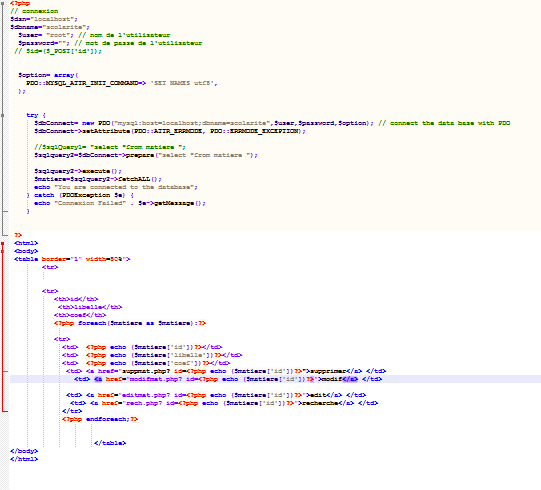 <?php
// connexion
$dsn="localhost";
$dbname="scolarite";
$user= "root"; // nom de l'utilisateur
$password=""; // mot de passe de l'utilisateur
// $id=($_POST['id']);
$option= array(
PDO::MYSQL_ATTR_INIT_COMMAND=> 'SET NAMES utf8',
);
try {
$dbConnect= new PDO("mysql:host=localhost;dbname=scolarite",$user,$password,$option); // connect the data base with PDO
$dbConnect->setAttribute(PDO::ATTR_ERRMODE, PDO::ERRMODE_EXCEPTION);
//$sqlQuery1= "select *from matiere ";
$sqlquery2=$dbConnect->prepare("select *from matiere ");
$sqlquery2->execute();
$matiere=$sqlquery2->fetchALL();
echo "You are connected to the database";
} catch (PDOException $e) {
echo "Connexion Failed" . $e->getMessage();
}
?>
<html>
<body>
<table border="1" width=80%">
<tr>
<tr>
<th>id</th>
<th>libelle</th>
<th>coef</th>
<?php foreach($matiere as $matiere):?>
<tr>
<td> <?php echo ($matiere['id'])?></td>
<td> <?php echo ($matiere['libelle'])?></td>
<td> <?php echo ($matiere['coef'])?></td>
<td> <a href="suppmat.php? id=<?php echo ($matiere['id'])?>">supprimer</a> </td>
<td> <a href="modifmat.php? id=<?php echo ($matiere['id'])?>">modif</a> </td>
<td> <a href="editmat.php? id=<?php echo ($matiere['id'])?>">edit</a> </td>
<td> <a href="rech.php? id=<?php echo ($matiere['id'])?>">recherche</a> </td>
</tr>
<?php endforeach;?>
</table>
</body>
</html>